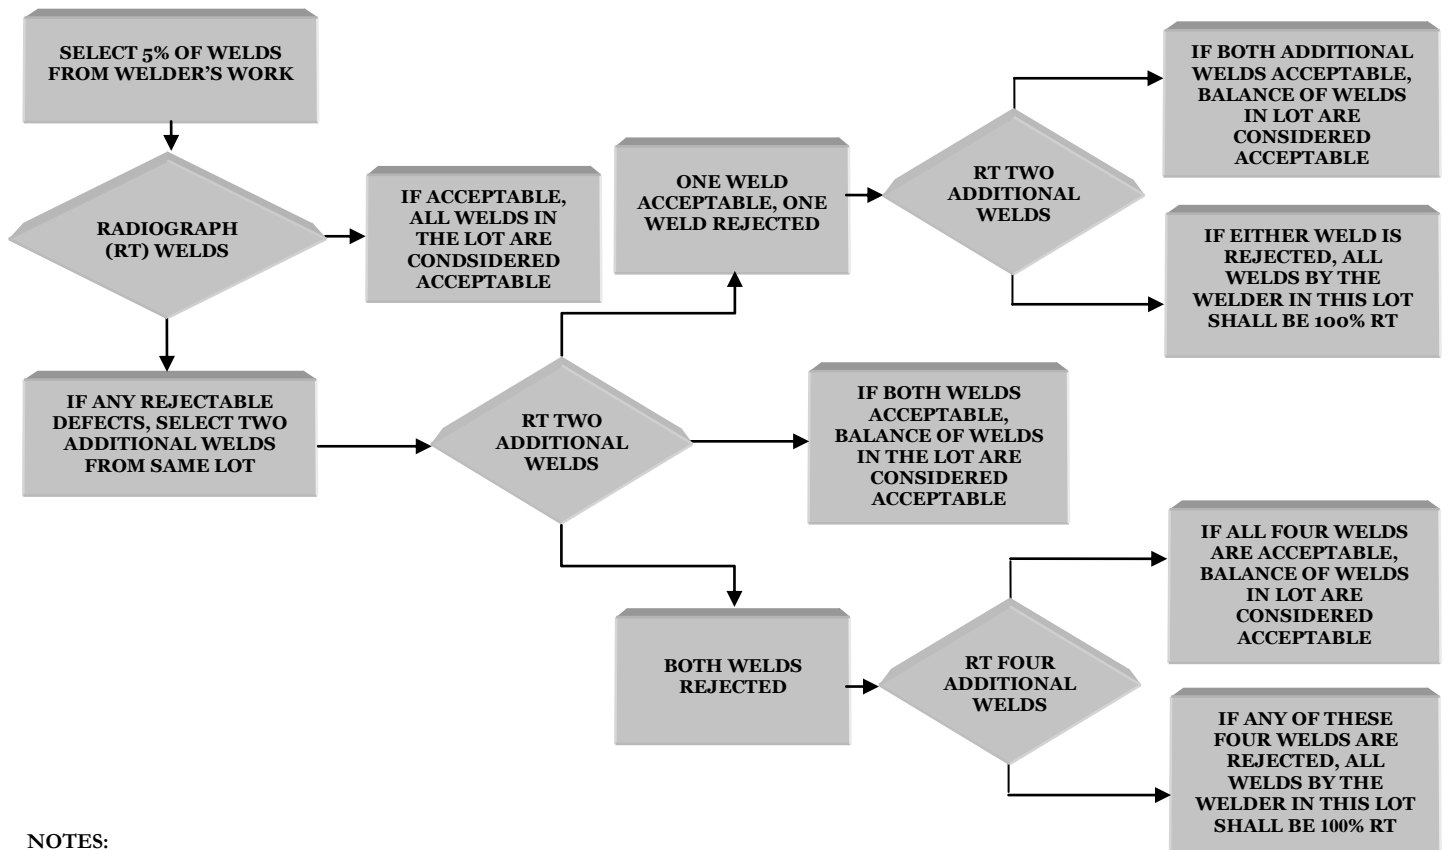 SELECT 5% OF WELDS
FROM WELDER'S WORK
RADIOGRAPH
(RT) WELDS
IF ACCEPTABLE,
ALL WELDS IN
THE LOT ARE
CONDSIDERED
ACCEPTABLE
IF ANY REJECTABLE
DEFECTS, SELECT TWO
ADDITIONAL WELDS
FROM SAME LOT
RT TWO
ADDITIONAL
WELDS
ONE WELD
ACCEPTABLE, ONE
WELD REJECTED
RT TWO
ADDITIONAL
WELDS
IF BOTH ADDITIONAL
WELDS ACCEPTABLE,
BALANCE OF WELDS
IN LOT ARE
CONSIDERED
ACCEPTABLE
IF EITHER WELD IS
REJECTED, ALL
WELDS BY THE
WELDER IN THIS LOT
SHALL BE 100% RT
IF BOTH WELDS
ACCEPTABLE,
BALANCE OF WELDS
IN THE LOT ARE
CONSIDERED
ACCEPTABLE
BOTH WELDS
REJECTED
RT FOUR
ADDITIONAL
WELDS
IF ALL FOUR WELDS
ARE ACCEPTABLE,
BALANCE OF WELDS
IN LOT ARE
CONSIDERED
ACCEPTABLE
IF ANY OF THESE
FOUR WELDS ARE
REJECTED, ALL
WELDS BY THE
WELDER IN THIS LOT
SHALL BE 100% RT
NOTES: